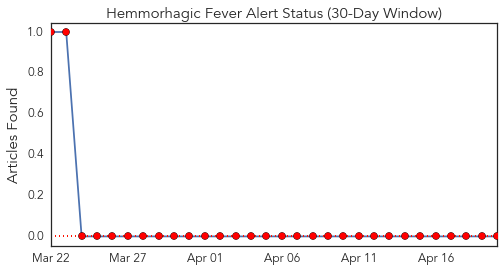 Hemmorhagic Fever Alert Status (30-Day Window)
Articles Found
1.0
0.8
0.6
0.4
0.2
0.0
Mar 22 Mar 27 Apr 01 Apr 06 Apr 11 Apr 16